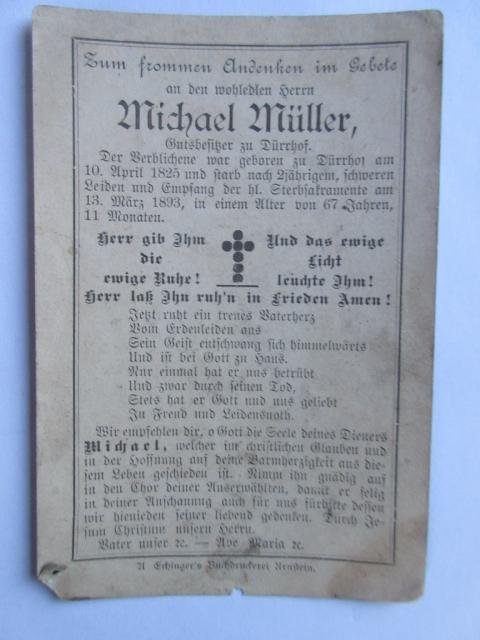 Zum frommen Andenken im Gebete
an den wohledlen Herrn
Michael Müller,
Gutsbesitzer zu Dürrhof.
Der Verblichene war geboren zu Dürrhof am
10. April 1825 und starb nach 2jährigem, schweren
Leiden und Empfang der hl. Sterbsakramente am
13. März 1893, in einem Alter von 67 Jahren,
11 Monaten.
Herr gib Ihm
die
ewige Ruhe!
Und das ewige
Licht
leuchte Ihm!
Herr laß Ihn ruh'n in Frieden Amen!
Jetzt ruht ein treues Vaterherz
Vom Erdenleiden aus
Sein Geist entschwang sich himmelwärts
Und ist bei Gott zu Haus.
Nur einmal hat er uns betrübt
Und zwar durch seinen Tod,
Stets hat er Gott und uns geliebt
In Freud und Leidensnoth.
Wir empfehlen dir, o Gott die Seele deines Dieners
Michael, welcher im christlichen Glauben und
in der Hoffnung auf deine Barmherzigkeit aus die-
sem Leben geschieden ist. Nimm ihn gnädig auf
in den Chor deiner Auserwählten, damit er selig
in deiner Anschauung auch für uns fürbitte dessen
wir hienieden seiner liebend gedenken. Durch Je-
sum Christum unsern Herrn.
Vater unser ꝛc. — Ave Maria ꝛc.
A Echinger's Buchdruckerei Arnstein.